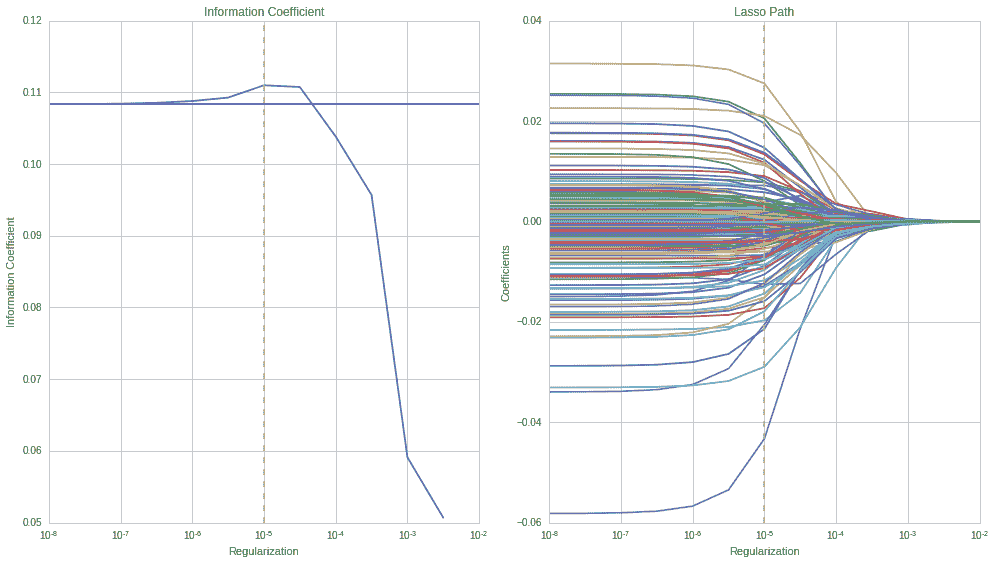 Information Coefficient
0.12
0.11
0.10
0.09
0.08
0.07
0.06
0.05
Information Coefficient
10-8 10-7 10-6 10-5 10-4 10-3 10-2
Regularization
Lasso Path
0.04
0.02
0.00
−0.02
−0.04
−0.06
Coefficients
10-8 10-7 10-6 10-5 10-4 10-3 10-2
Regularization